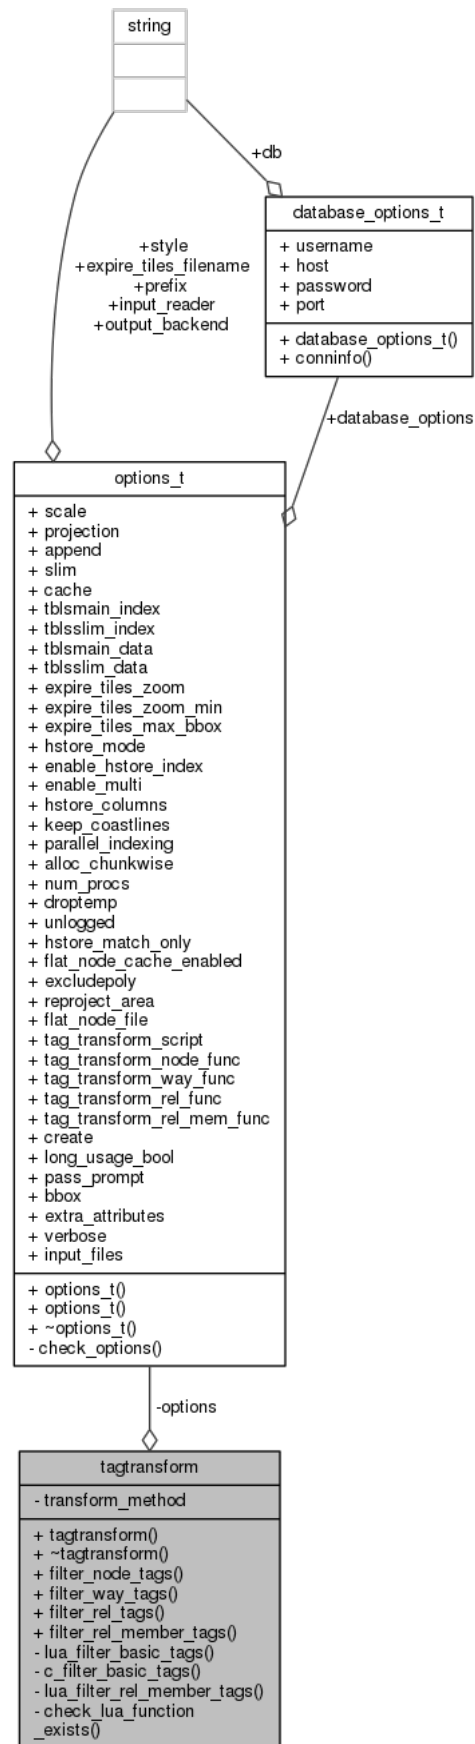 string
+db
database_options_t
+ username
+ host
+ password
+ port
+ database_options_t()
+ conninfo()
+style
+expire_tiles_filename
+prefix
+input_reader
+output_backend
+database_options
options_t
+ scale
+ projection
+ append
+ slim
+ cache
+ tblsmain_index
+ tblsslim_index
+ tblsmain_data
+ tblsslim_data
+ expire_tiles_zoom
+ expire_tiles_zoom_min
+ expire_tiles_max_bbox
+ hstore_mode
+ enable_hstore_index
+ enable_multi
+ hstore_columns
+ keep_coastlines
+ parallel_indexing
+ alloc_chunkwise
+ num_procs
+ droptemp
+ unlogged
+ hstore_match_only
+ flat_node_cache_enabled
+ excludepoly
+ reproject_area
+ flat_node_file
+ tag_transform_script
+ tag_transform_node_func
+ tag_transform_way_func
+ tag_transform_rel_func
+ tag_transform_rel_mem_func
+ create
+ long_usage_bool
+ pass_prompt
+ bbox
+ extra_attributes
+ verbose
+ input_files
+ options_t()
+ options_t()
+ ~options_t()
- check_options()
-options
tagtransform
- transform_method
+ tagtransform()
+ ~tagtransform()
+ filter_node_tags()
+ filter_way_tags()
+ filter_rel_tags()
+ filter_rel_member_tags()
- lua_filter_basic_tags()
- c_filter_basic_tags()
- lua_filter_rel_member_tags()
- check_lua_function
_exists()